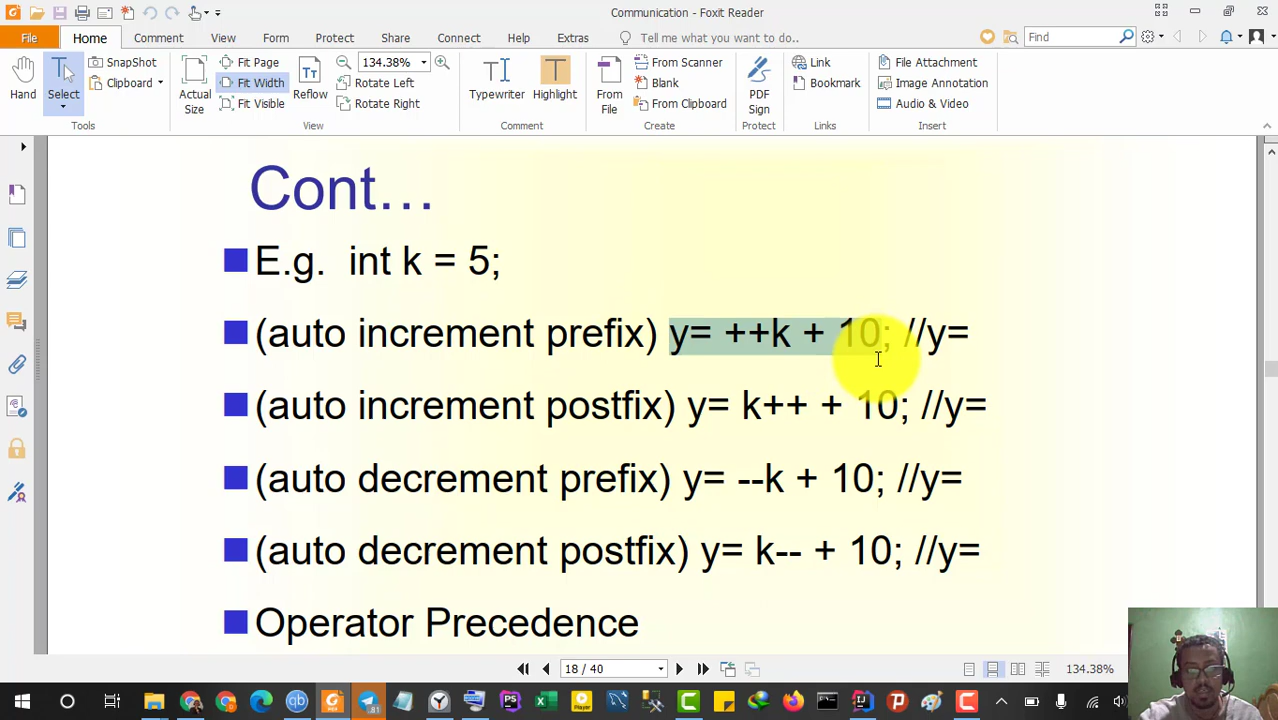 Communication - Foxit Reader
File Home Comment View Form Protect Share Connect Help Extras Tell me what you want to do... Find
Hand
Select
SnapShot
Clipboard
Tools
Actual Size
Fit Page
Fit Width
Fit Visible
Reflow
134.38%
Rotate Left
Rotate Right
View
Typewriter
Highlight
Comment
From File
From Scanner
Blank
From Clipboard
Create
PDF Sign
Protect
Link
Bookmark
Links
File Attachment
Image Annotation
Audio & Video
Insert
Cont…
E.g. int k = 5;
(auto increment prefix) y= ++k + 10; //y=
(auto increment postfix) y= k++ + 10; //y=
(auto decrement prefix) y= --k + 10; //y=
(auto decrement postfix) y= k-- + 10; //y=
Operator Precedence
18 / 40
134.38%